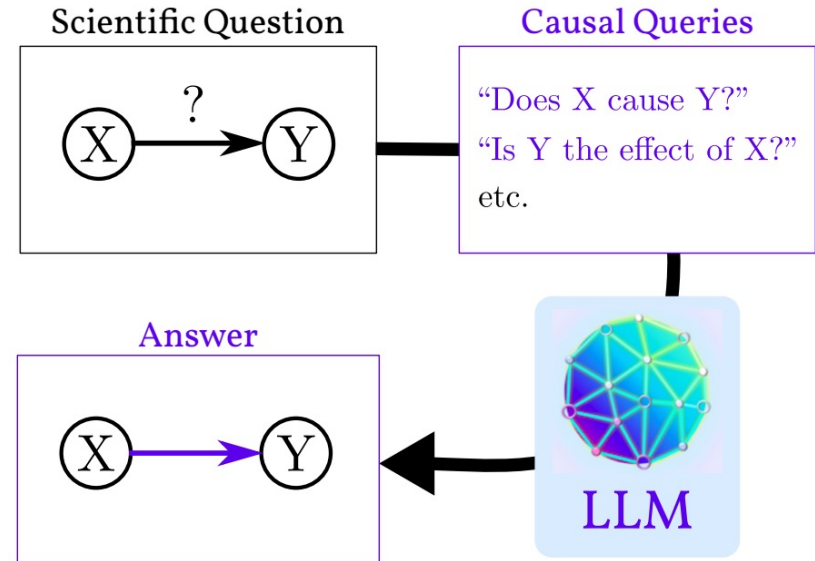 Scientific Question
Causal Queries
?
X
Y
“Does X cause Y?”
“Is Y the effect of X?”
etc.
Answer
X
Y
LLM